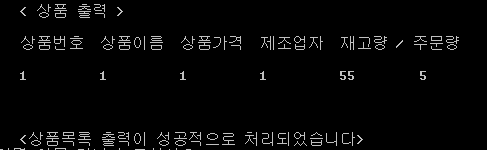 < 상품 출력 >
상품번호 상품이름 상품가격 제조업자 재고량 / 주문량
1 1 1 1 55 5
<상품목록 출력이 성공적으로 처리되었습니다>